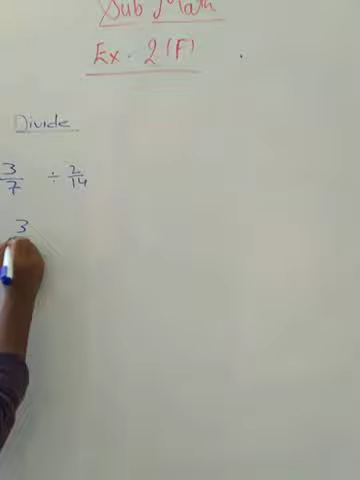 Sub Math
Ex. 2(F)
Divide
3/7 ÷ 2/14
3